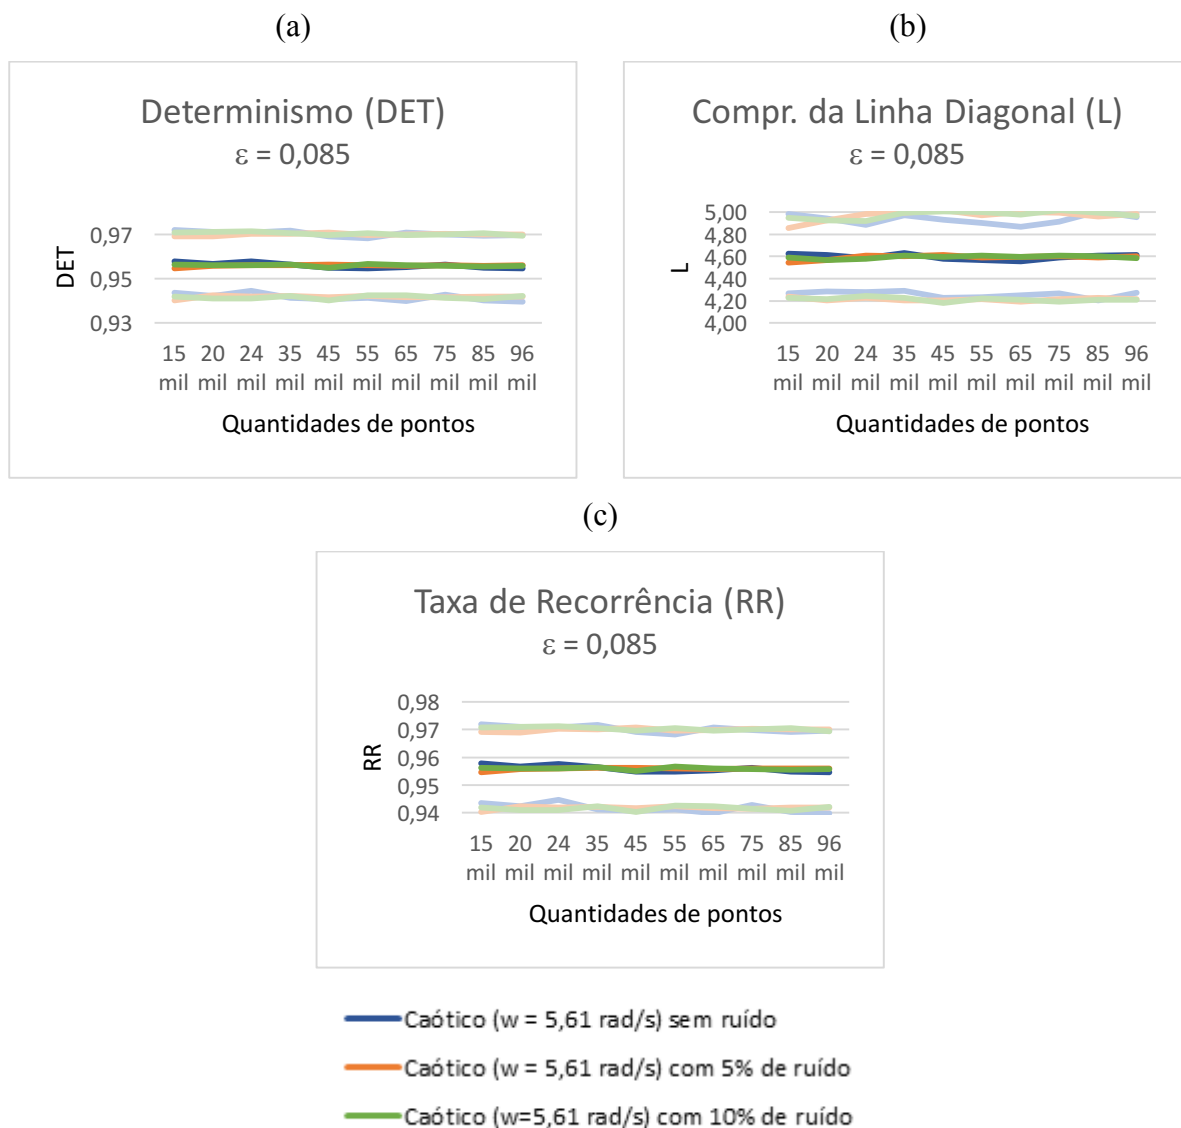 (a)
Determinismo (DET)
ε = 0,085
DET
0,97
0,95
0,93
15 20 24 35 45 55 65 75 85 96
mil mil mil mil mil mil mil mil mil mil
Quantidades de pontos
(b)
Compr. da Linha Diagonal (L)
ε = 0,085
L
5,00
4,80
4,60
4,40
4,20
4,00
15 20 24 35 45 55 65 75 85 96
mil mil mil mil mil mil mil mil mil mil
Quantidades de pontos
(c)
Taxa de Recorrência (RR)
ε = 0,085
RR
0,98
0,97
0,96
0,95
0,94
15 20 24 35 45 55 65 75 85 96
mil mil mil mil mil mil mil mil mil mil
Quantidades de pontos
Caótico (w = 5,61 rad/s) sem ruído
Caótico (w = 5,61 rad/s) com 5% de ruído
Caótico (w=5,61 rad/s) com 10% de ruído